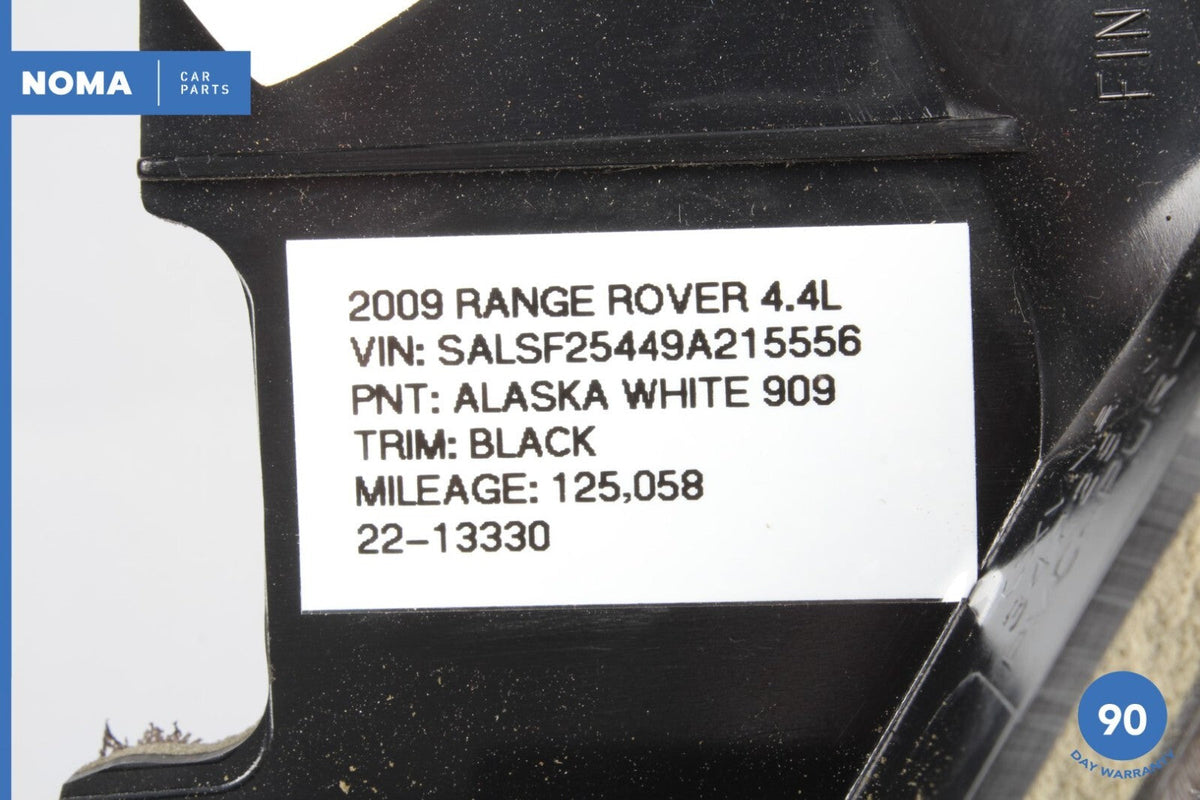 NOMA
CAR
PARTS
FIN
2009 RANGE ROVER 4.4L
VIN: SALSF25449A215556
PNT: ALASKA WHITE 909
TRIM: BLACK
MILEAGE: 125,058
22-13330
90
DAY WARRANTY